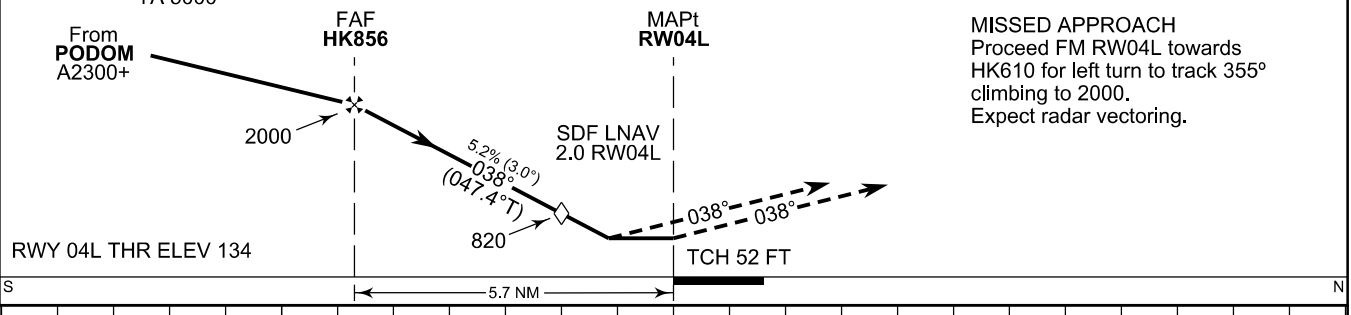 From
PODOM
A2300+
FAF
HK856
MAPt
RW04L
MISSED APPROACH
Proceed FM RW04L towards
HK610 for left turn to track 355º
climbing to 2000.
Expect radar vectoring.
2000
5.2% (3.0°)
038°
(047.4°T)
SDF LNAV
2.0 RW04L
820
038°
038°
RWY 04L THR ELEV 134
TCH 52 FT
S
5.7 NM
N